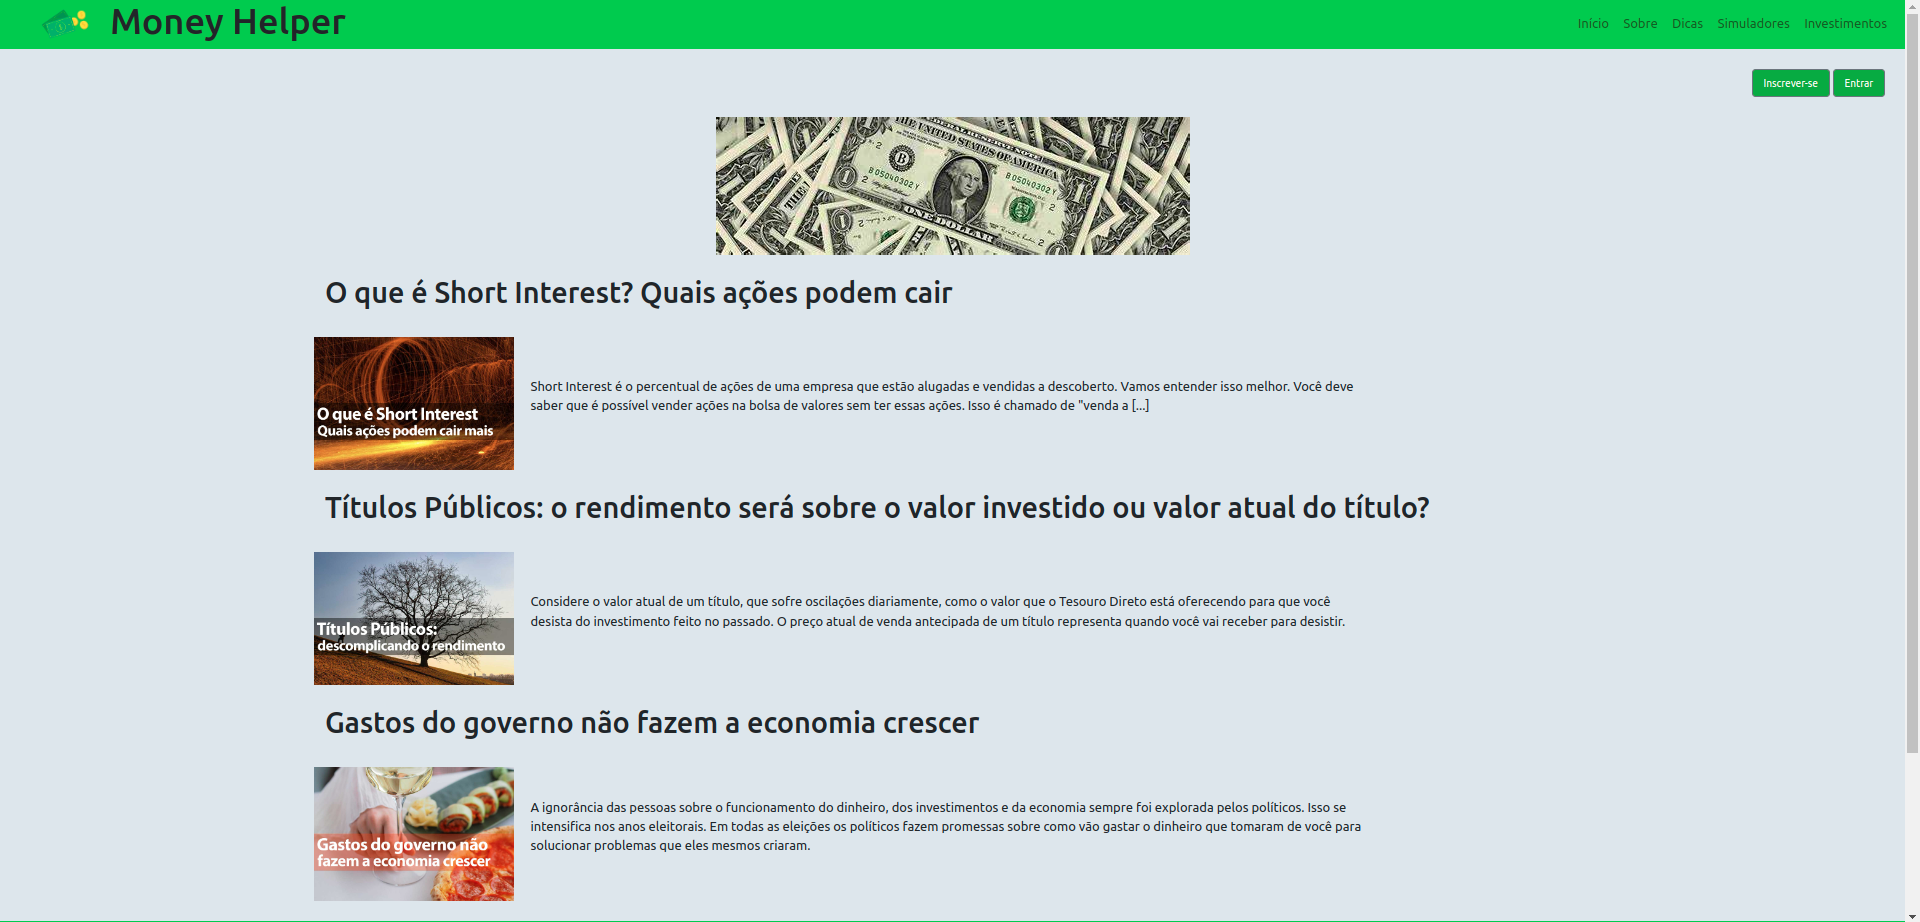 Money Helper
Início Sobre Dicas Simuladores Investimentos
Inscrever-se Entrar
FEDERAL RESERVE NOTE
THE UNITED STATES OF AMERICA
B 05040302 Y
B 05040302 Y
WASHINGTON, D.C.
ONE DOLLAR
O que é Short Interest? Quais ações podem cair
O que é Short Interest
Quais ações podem cair mais
Short Interest é o percentual de ações de uma empresa que estão alugadas e vendidas a descoberto. Vamos entender isso melhor. Você deve
saber que é possível vender ações na bolsa de valores sem ter essas ações. Isso é chamado de "venda a [...]
Títulos Públicos: o rendimento será sobre o valor investido ou valor atual do título?
Títulos Públicos:
descomplicando o rendimento
Considere o valor atual de um título, que sofre oscilações diariamente, como o valor que o Tesouro Direto está oferecendo para que você
desista do investimento feito no passado. O preço atual de venda antecipada de um título representa quando você vai receber para desistir.
Gastos do governo não fazem a economia crescer
Gastos do governo não
fazem a economia crescer
A ignorância das pessoas sobre o funcionamento do dinheiro, dos investimentos e da economia sempre foi explorada pelos políticos. Isso se
intensifica nos anos eleitorais. Em todas as eleições os políticos fazem promessas sobre como vão gastar o dinheiro que tomaram de você para
solucionar problemas que eles mesmos criaram.